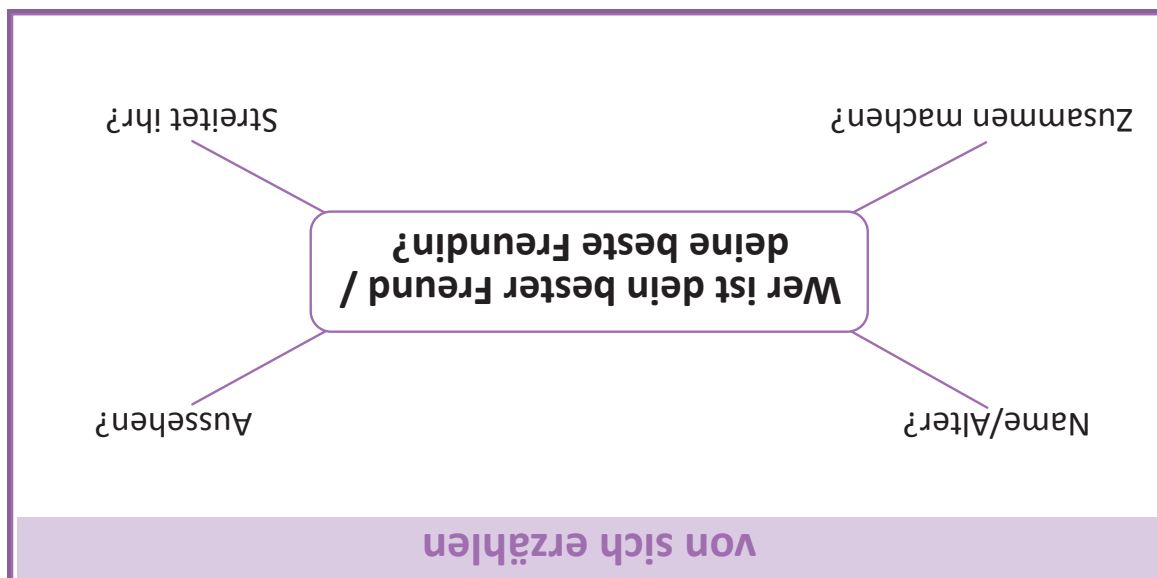 von sich erzählen
Name/Alter?
Aussehen?
Wer ist dein bester Freund /
deine beste Freundin?
Zusammen machen?
Streitet ihr?